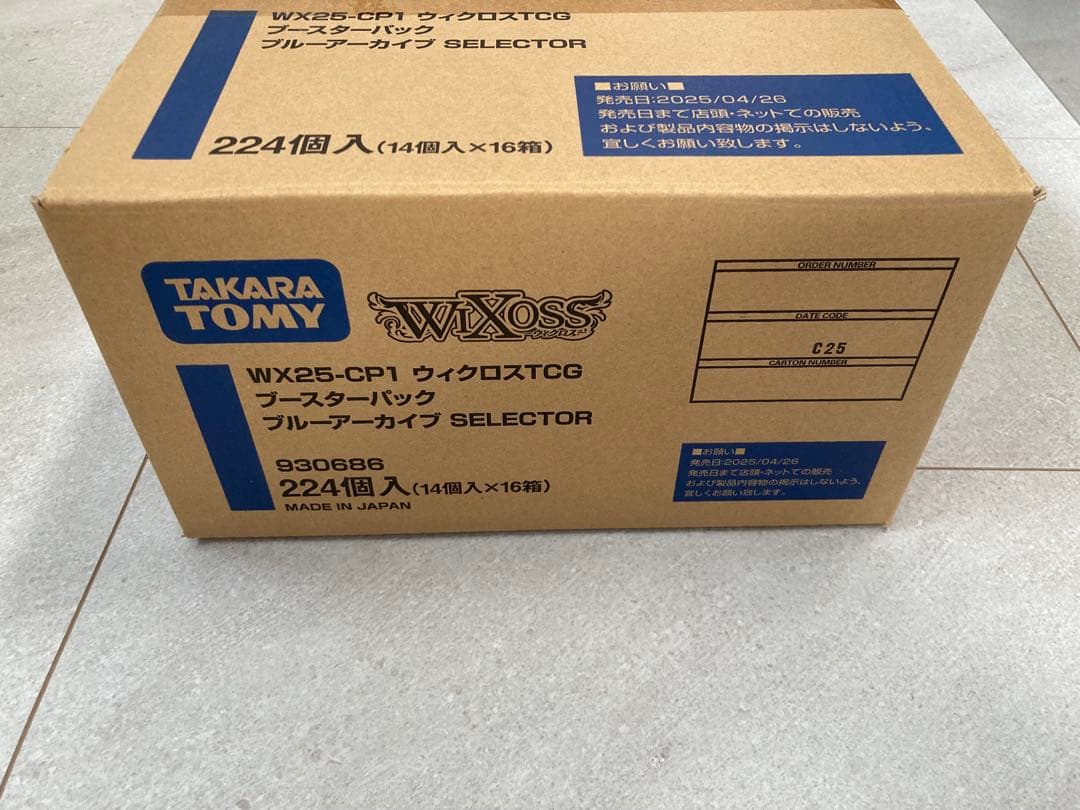 WX25-CP1 ウィクロスTCG
ブースターパック
ブルーアーカイブ SELECTOR
224個入(14個入×16箱)
■お願い■
発売日:2025/04/26
発売日まで店頭・ネットでの販売
および製品内容物の掲示はしないよう、
宜しくお願い致します。
TAKARA
TOMY
WIXOSS
ウィクロス
WX25-CP1 ウィクロスTCG
ブースターパック
ブルーアーカイブ SELECTOR
930686
224個入(14個入×16箱)
MADE IN JAPAN
ORDER NUMBER
DATE CODE
C25
CARTON NUMBER
■お願い■
発売日:2025/04/26
発売日まで店頭・ネットでの販売
および製品内容物の掲示はしないよう、
宜しくお願い致します。